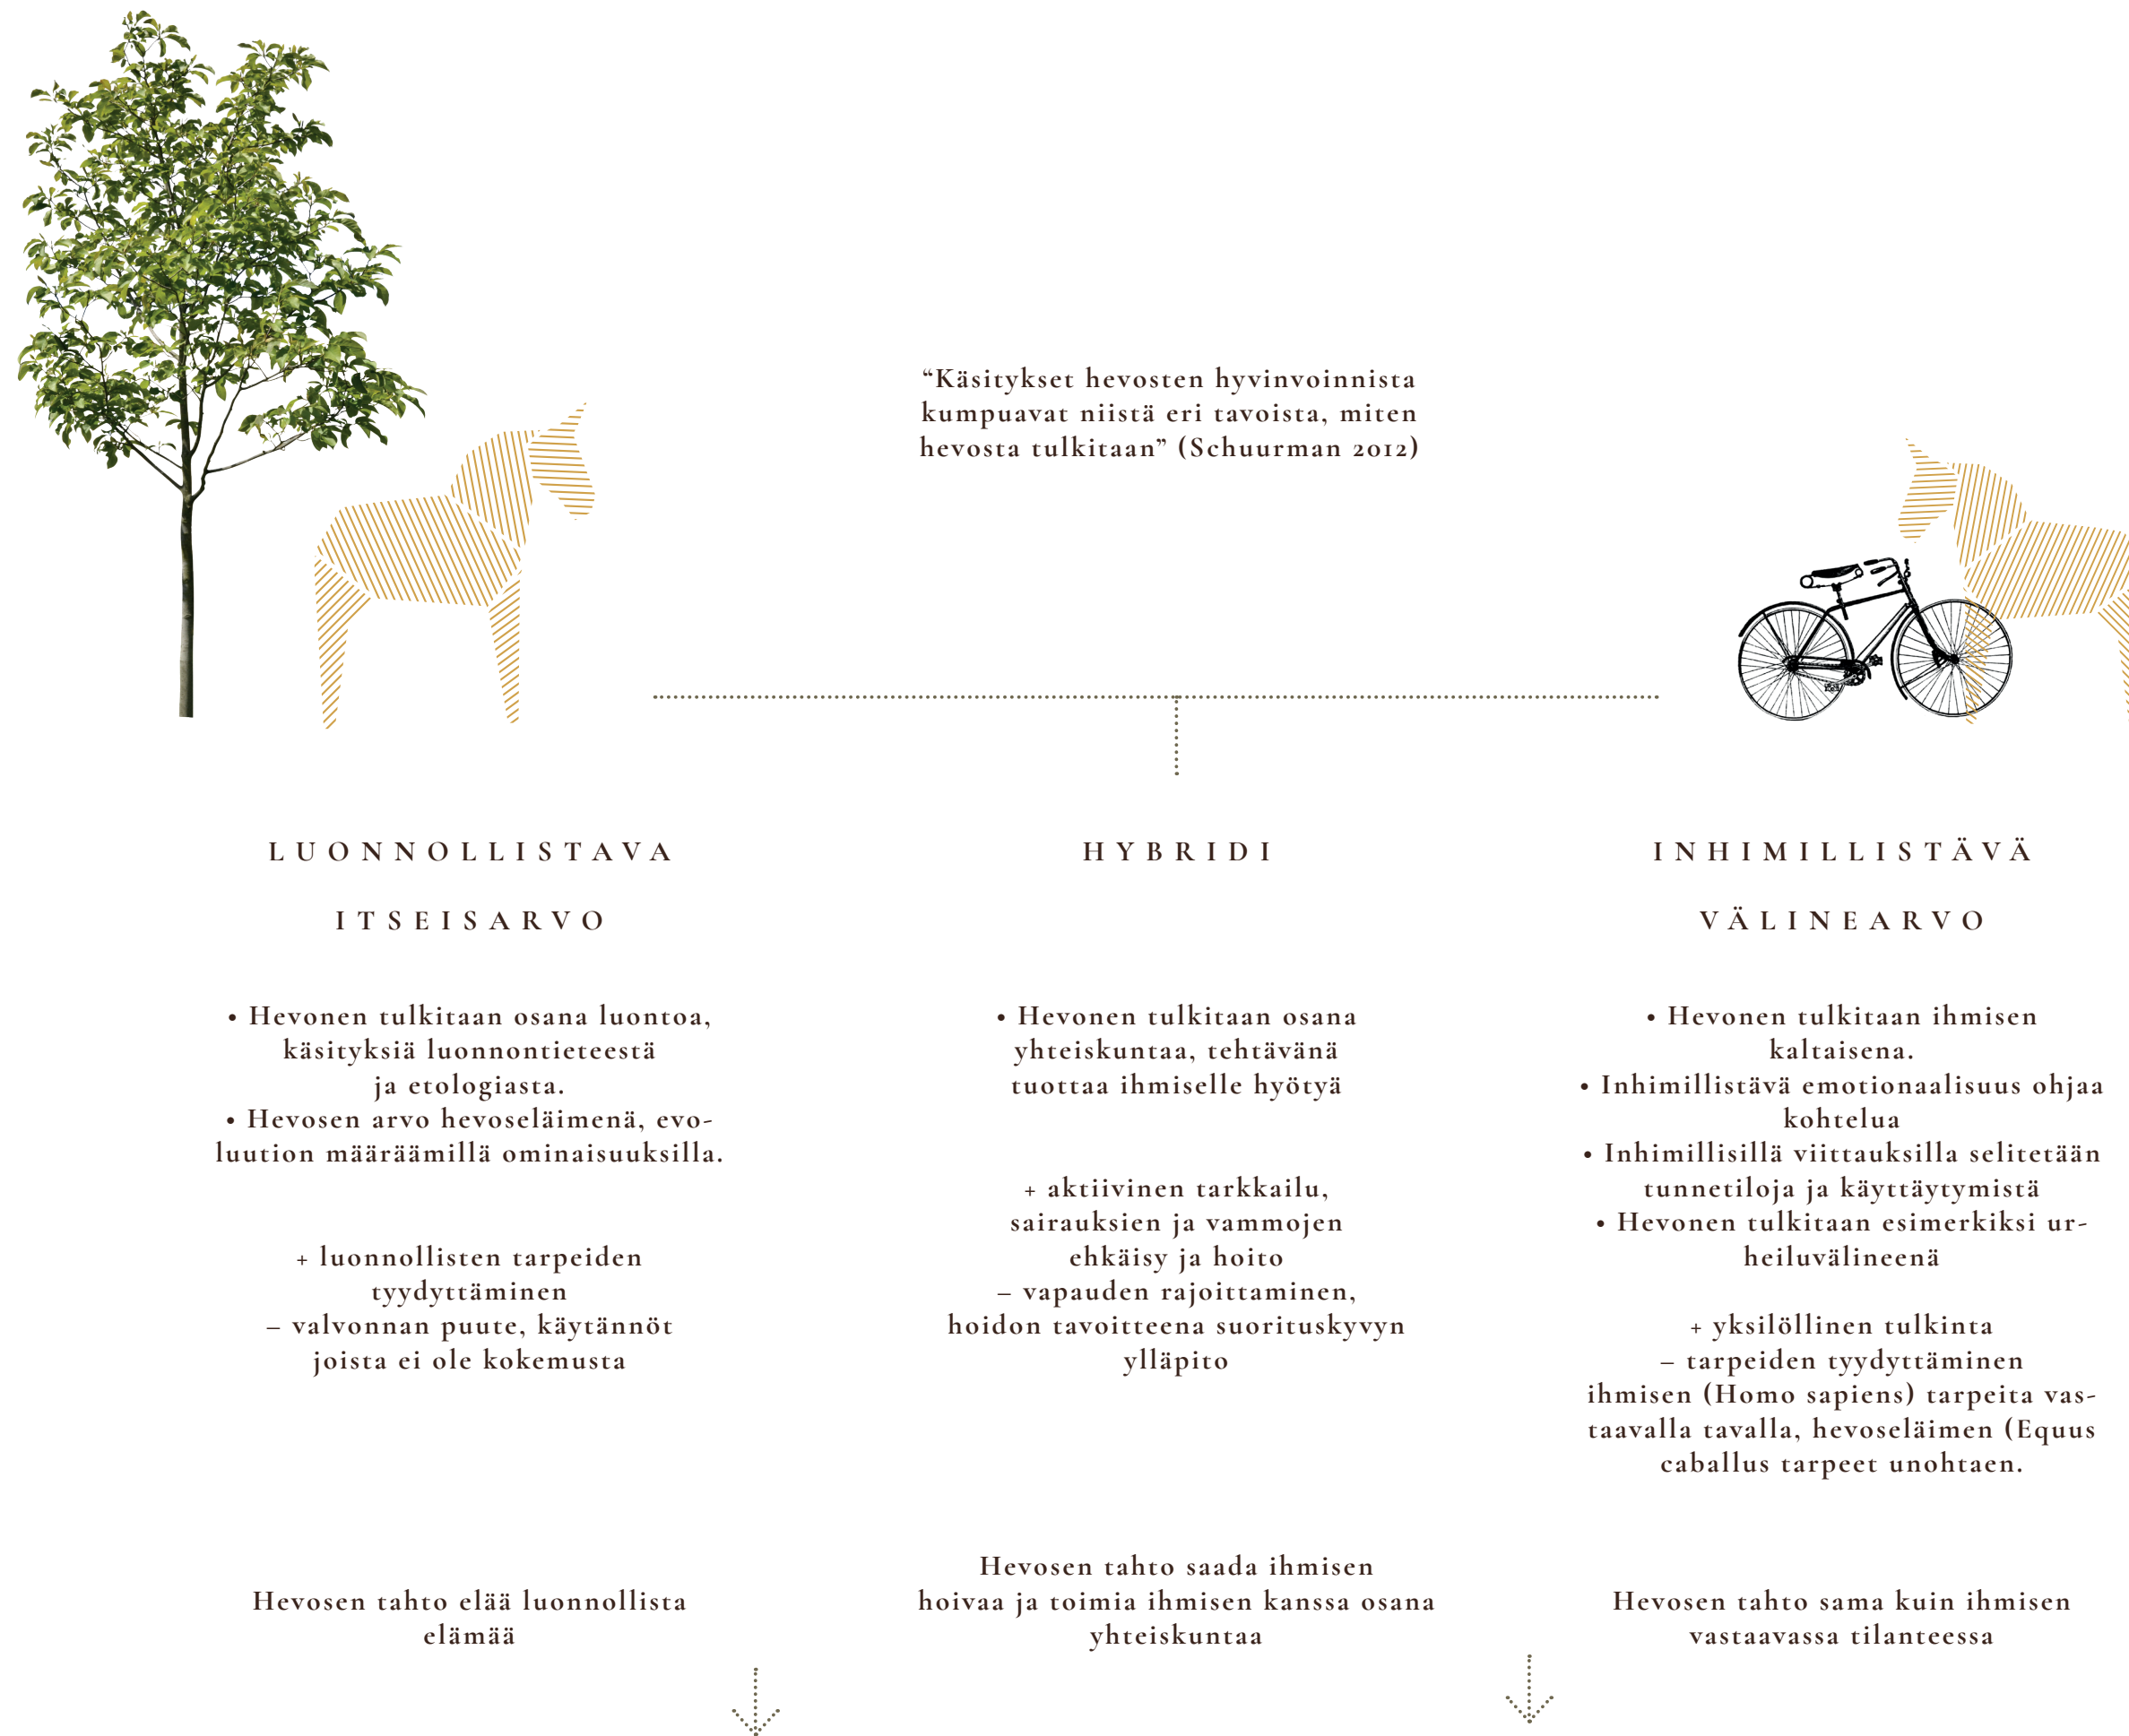 “Käsitykset hevosten hyvinvoinnista
kumpuavat niistä eri tavoista, miten
hevosta tulkitaan” (Schuurman 2012)
LUONNOLLISTAVA
ITSEISARVO
• Hevonen tulkitaan osana luontoa,
käsityksiä luonnontieteestä
ja etologiasta.
• Hevosen arvo hevoseläimenä, evo-
luution määräämillä ominaisuuksilla.
+ luonnollisten tarpeiden
tyydyttäminen
– valvonnan puute, käytännöt
joista ei ole kokemusta
Hevosen tahto elää luonnollista
elämää
HYBRIDI
• Hevonen tulkitaan osana
yhteiskuntaa, tehtävänä
tuottaa ihmiselle hyötyä
+ aktiivinen tarkkailu,
sairauksien ja vammojen
ehkäisy ja hoito
– vapauden rajoittaminen,
hoidon tavoitteena suorituskyvyn
ylläpito
Hevosen tahto saada ihmisen
hoivaa ja toimia ihmisen kanssa osana
yhteiskuntaa
INHIMILLISTÄVÄ
VÄLINEARVO
• Hevonen tulkitaan ihmisen
kaltaisena.
• Inhimillistävä emotionaalisuus ohjaa
kohtelua
• Inhimillisillä viittauksilla selitetään
tunnetiloja ja käyttäytymistä
• Hevonen tulkitaan esimerkiksi ur-
heiluvälineenä
+ yksilöllinen tulkinta
– tarpeiden tyydyttäminen
ihmisen (Homo sapiens) tarpeita vas-
taavalla tavalla, hevoseläimen (Equus
caballus tarpeet unohtaen.
Hevosen tahto sama kuin ihmisen
vastaavassa tilanteessa